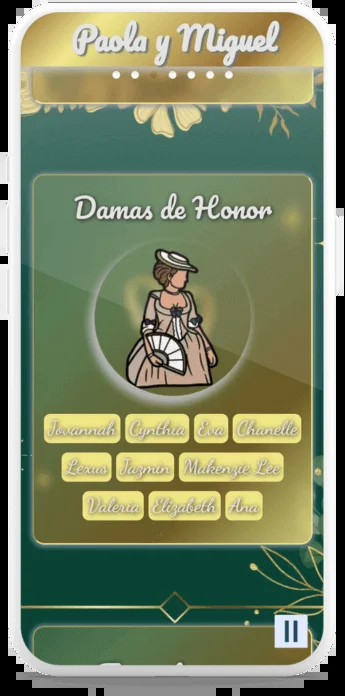 Paola y Miguel
Damas de Honor
Jovannah Cynthia Eva Chanelle
Lexus Jazmin Makenzie Lee
Valeria Elizabeth Ana